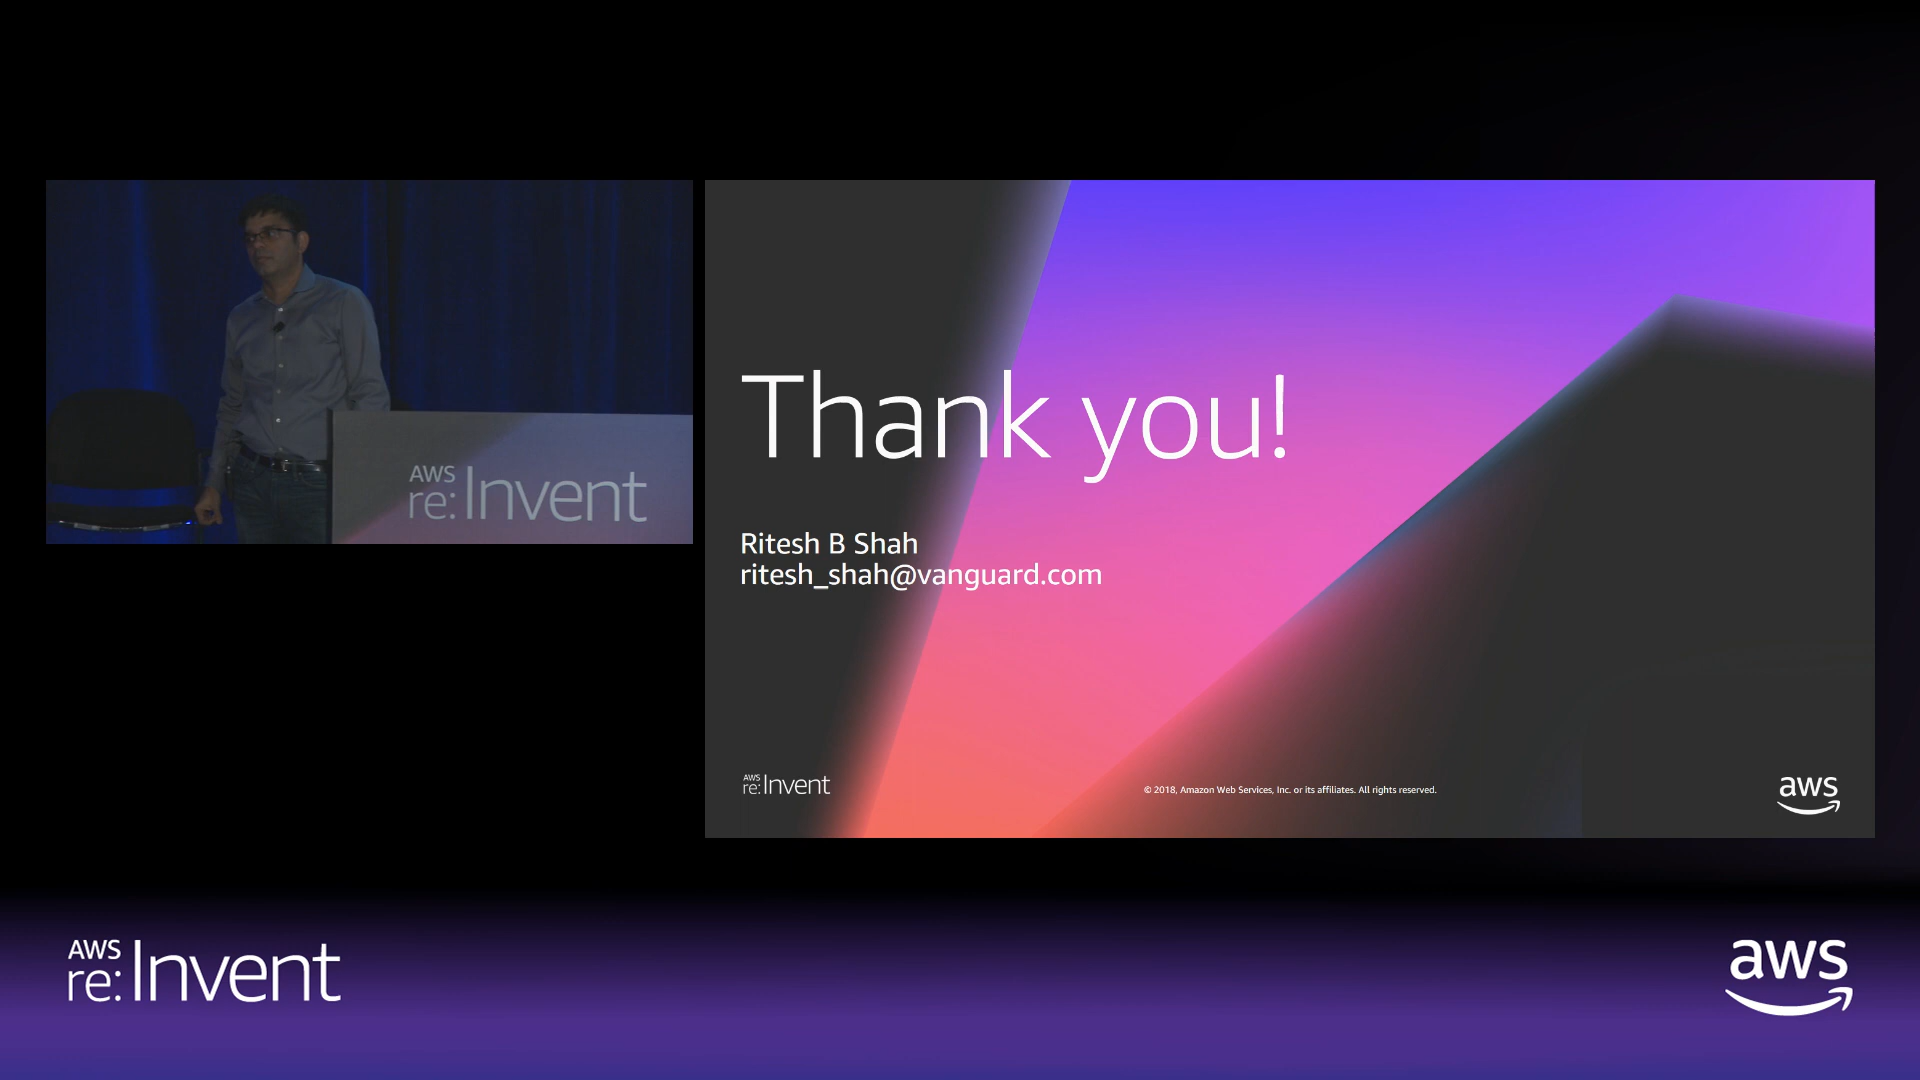 AWS
re:Invent
Thank you!
Ritesh B Shah
ritesh_shah@vanguard.com
AWS
re:Invent
© 2018, Amazon Web Services, Inc. or its affiliates. All rights reserved.
aws
AWS
re:Invent
aws